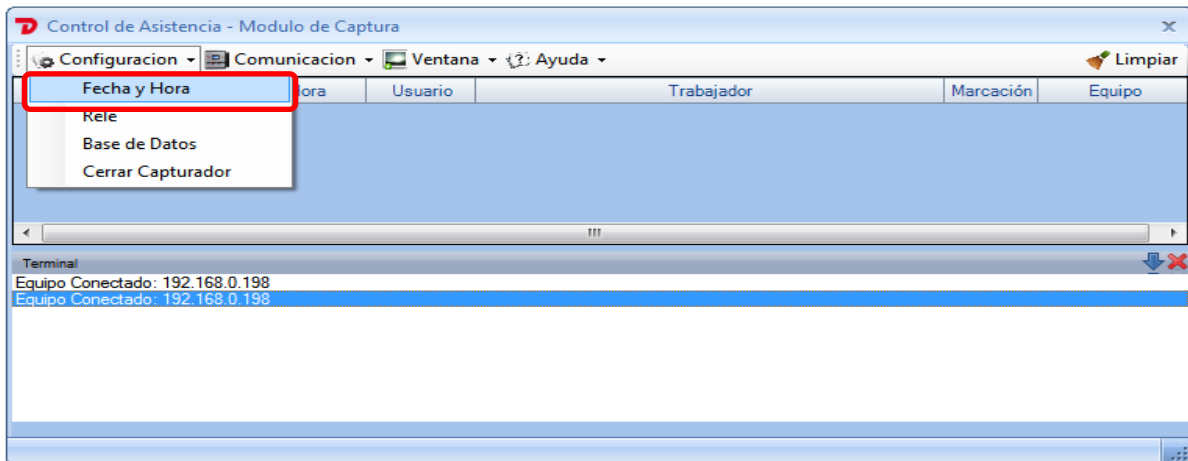 Control de Asistencia - Modulo de Captura
Configuracion Comunicacion Ventana Ayuda Limpiar
Fecha y Hora
Hora Usuario Trabajador Marcación Equipo
Rele
Base de Datos
Cerrar Capturador
Terminal
Equipo Conectado: 192.168.0.198
Equipo Conectado: 192.168.0.198